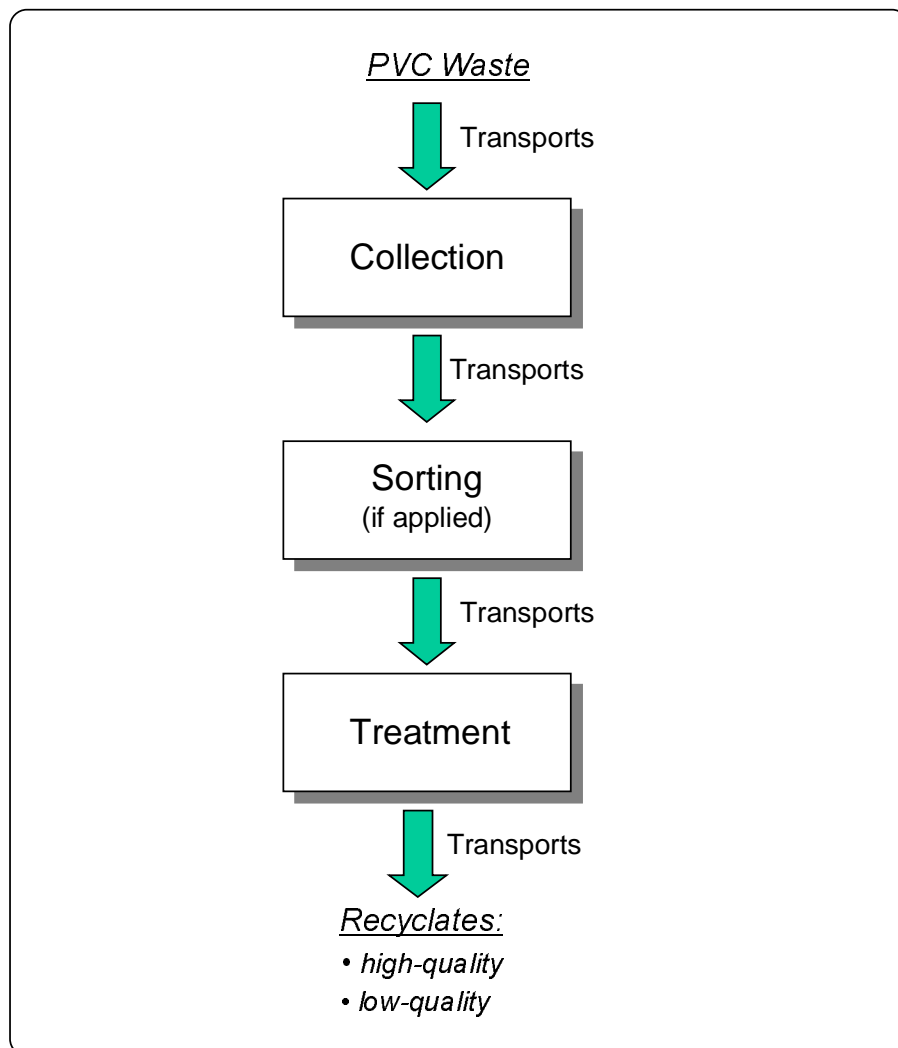 PVC Waste
Transports
Collection
Transports
Sorting
(if applied)
Transports
Treatment
Transports
Recyclates:
• high-quality
• low-quality